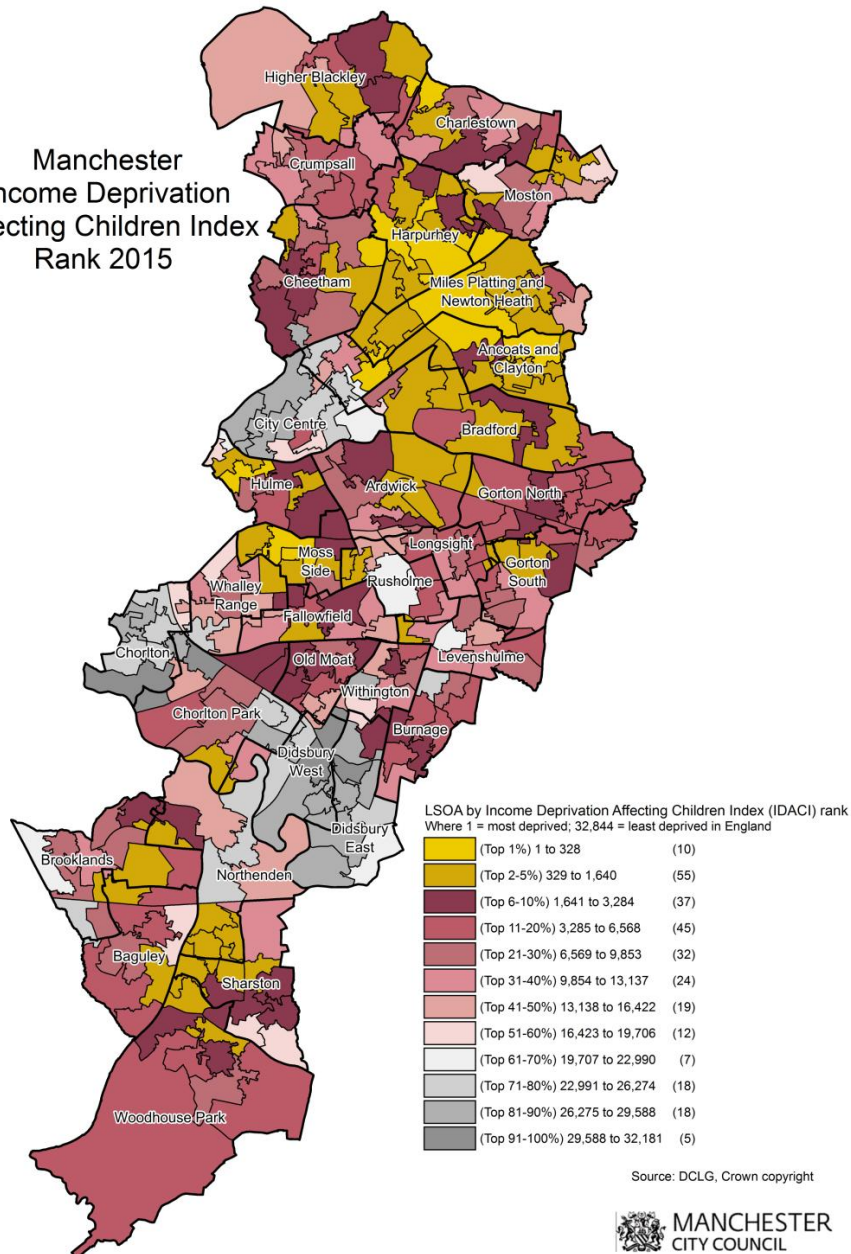 Manchester
ncome Deprivation
ecting Children Index
Rank 2015
Higher Blackley
Charlestown
Crumpsall
Moston
Harpurhey
Cheetham
Miles Platting and
Newton Heath
Ancoats and
Clayton
City Centre
Bradford
Hulme
Ardwick
Gorton North
Moss
Side
Longsight
Gorton
South
Rusholme
Whalley
Range
Fallowfield
Chorlton
Old Moat
Levenshulme
Withington
Chorlton Park
Burnage
Didsbury
West
Didsbury
East
Brooklands
Northenden
Baguley
Sharston
Woodhouse Park
LSOA by Income Deprivation Affecting Children Index (IDACI) rank
Where 1 = most deprived; 32,844 = least deprived in England
(Top 1%) 1 to 328 (10)
(Top 2-5%) 329 to 1,640 (55)
(Top 6-10%) 1,641 to 3,284 (37)
(Top 11-20%) 3,285 to 6,568 (45)
(Top 21-30%) 6,569 to 9,853 (32)
(Top 31-40%) 9,854 to 13,137 (24)
(Top 41-50%) 13,138 to 16,422 (19)
(Top 51-60%) 16,423 to 19,706 (12)
(Top 61-70%) 19,707 to 22,990 (7)
(Top 71-80%) 22,991 to 26,274 (18)
(Top 81-90%) 26,275 to 29,588 (18)
(Top 91-100%) 29,588 to 32,181 (5)
Source: DCLG, Crown copyright
MANCHESTER
CITY COUNCIL